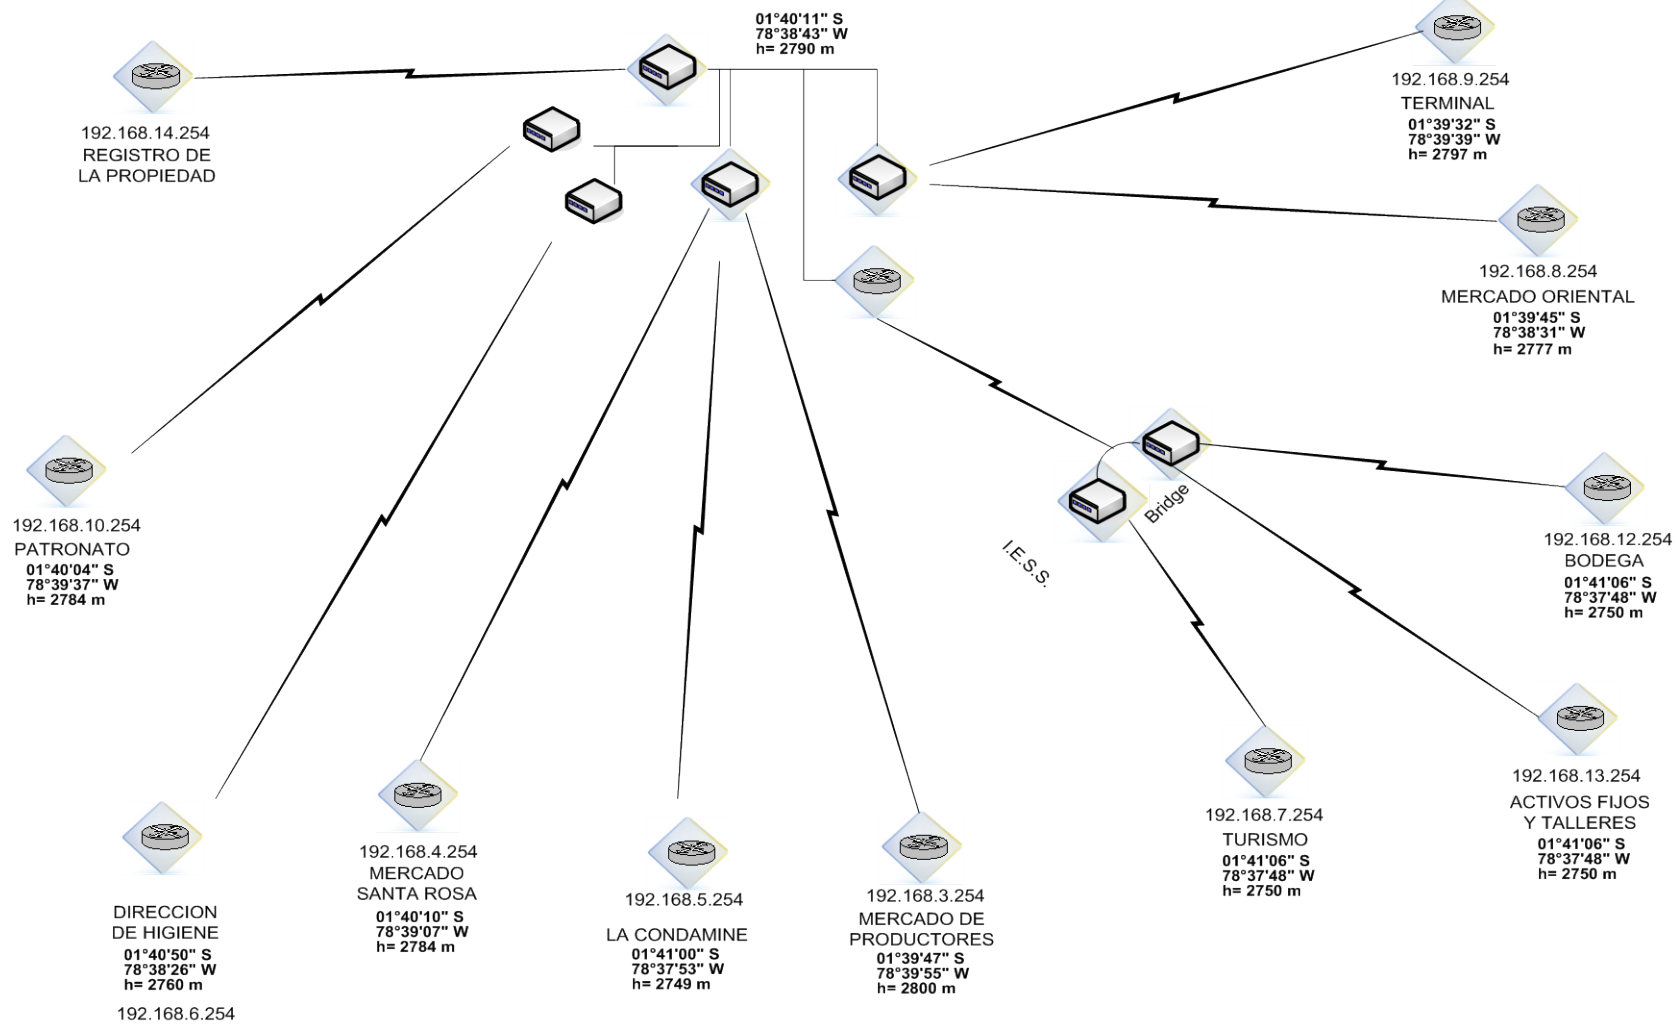 01°40'11" S
78°38'43" W
h= 2790 m
192.168.14.254
REGISTRO DE
LA PROPIEDAD
192.168.9.254
TERMINAL
01°39'32" S
78°39'39" W
h= 2797 m
192.168.8.254
MERCADO ORIENTAL
01°39'45" S
78°38'31" W
h= 2777 m
192.168.10.254
PATRONATO
01°40'04" S
78°39'37" W
h= 2784 m
Bridge
I.E.S.S.
192.168.12.254
BODEGA
01°41'06" S
78°37'48" W
h= 2750 m
192.168.13.254
ACTIVOS FIJOS
Y TALLERES
01°41'06" S
78°37'48" W
h= 2750 m
192.168.7.254
TURISMO
01°41'06" S
78°37'48" W
h= 2750 m
DIRECCION
DE HIGIENE
01°40'50" S
78°38'26" W
h= 2760 m
192.168.6.254
192.168.4.254
MERCADO
SANTA ROSA
01°40'10" S
78°39'07" W
h= 2784 m
192.168.5.254
LA CONDAMINE
01°41'00" S
78°37'53" W
h= 2749 m
192.168.3.254
MERCADO DE
PRODUCTORES
01°39'47" S
78°39'55" W
h= 2800 m